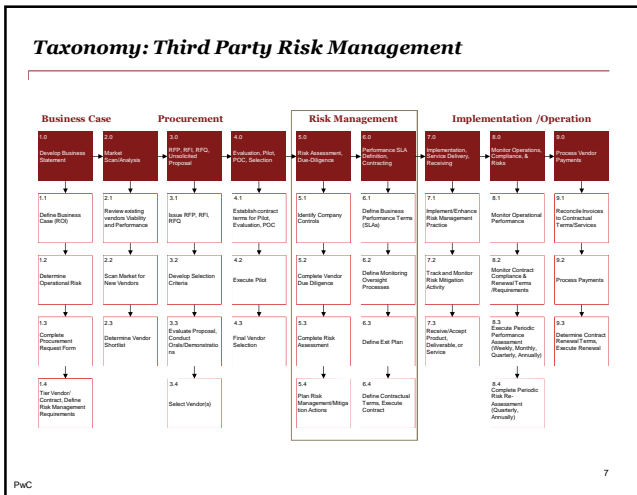 Taxonomy: Third Party Risk Management
Business Case
Procurement
Risk Management
Implementation /Operation
1.0
Develop Business
Statement
2.0
Market
Scan/Analysis
3.0
RFP, RFI, RFQ,
Unsolicited
Proposal
4.0
Evaluation, Pilot,
POC, Selection
5.0
Risk Assessment,
Due-Diligence
6.0
Performance SLA
Definition,
Contracting
7.0
Implementation,
Service Delivery,
Receiving
8.0
Monitor Operations,
Compliance, &
Risks
9.0
Process Vendor
Payments
1.1
Define Business
Case (ROI)
2.1
Review existing
vendors Viability
and Performance
3.1
Issue RFP, RFI,
RFQ
4.1
Establish contract
terms for Pilot,
Evaluation, POC
5.1
Identify Company
Controls
6.1
Define Business
Performance Terms
(SLAs)
7.1
Implement/Enhance
Risk Management
Practice
8.1
Monitor Operational
Performance
9.1
Reconcile Invoices
to Contractual
Terms/Services
1.2
Determine
Operational Risk
2.2
Scan Market for
New Vendors
3.2
Develop Selection
Criteria
4.2
Execute Pilot
5.2
Complete Vendor
Due Diligence
6.2
Define Monitoring
Oversight
Processes
7.2
Track and Monitor
Risk Mitigation
Activity
8.2
Monitor Contract
Compliance &
Renewal Terms
/Requirements
9.2
Process Payments
1.3
Complete
Procurement
Request Form
2.3
Determine Vendor
Shortlist
3.3
Evaluate Proposal,
Conduct
Orals/Demonstratio
ns
4.3
Final Vendor
Selection
5.3
Complete Risk
Assessment
6.3
Define Exit Plan
7.3
Receive/Accept
Product,
Deliverable, or
Service
8.3
Execute Periodic
Performance
Assessment
(Weekly, Monthly,
Quarterly, Annually)
9.3
Determine Contract
Renewal Terms,
Execute Renewal
1.4
Tier Vendor/
Contract, Define
Risk Management
Requirements
3.4
Select Vendor(s)
5.4
Plan Risk
Management/Mitiga
tion Actions
6.4
Define Contractual
Terms, Execute
Contract
8.4
Complete Periodic
Risk Re-
Assessment
(Quarterly,
Annually)
PwC
7